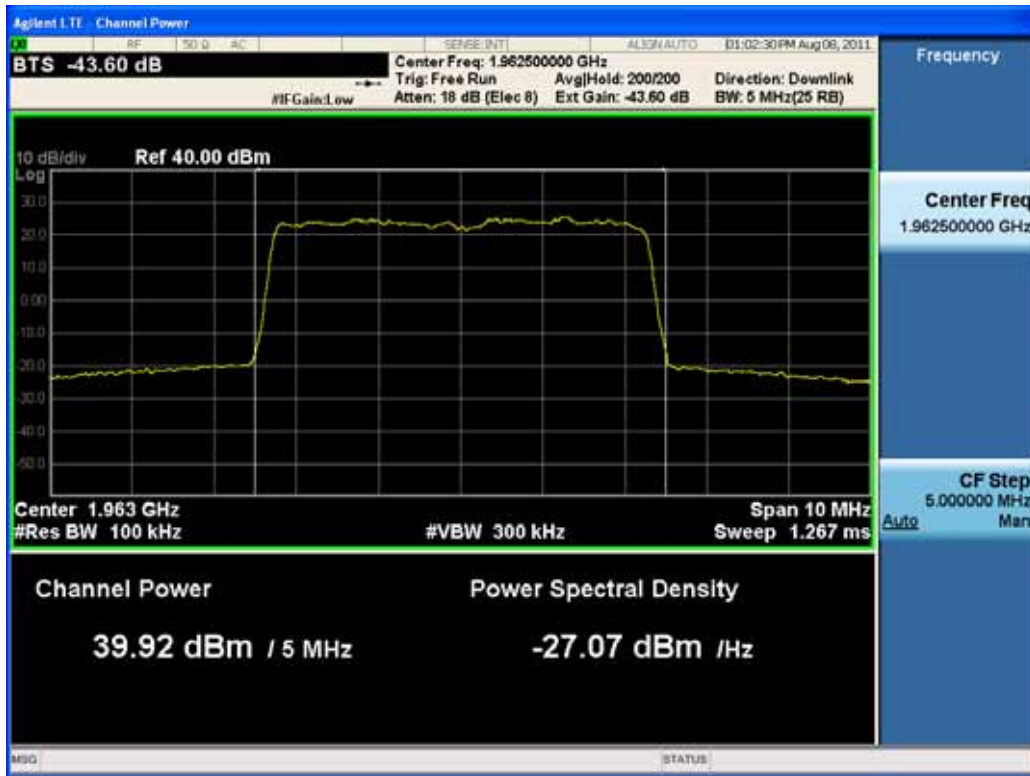 Agilent LTE - Channel Power
RF 50 Ω AC SENSE:INT ALIGN AUTO 01:02:30 PM Aug 08, 2011
BTS -43.60 dB
Center Freq: 1.962500000 GHz
Trig: Free Run Avg|Hold: 200/200 Direction: Downlink
#IFGain:Low Atten: 18 dB (Elec 8) Ext Gain: -43.60 dB BW: 5 MHz(25 RB)
10 dB/div Ref 40.00 dBm
Log
30.0
20.0
10.0
0.00
-10.0
-20.0
-30.0
-40.0
-50.0
Center 1.963 GHz Span 10 MHz
#Res BW 100 kHz #VBW 300 kHz Sweep 1.267 ms
Channel Power Power Spectral Density
39.92 dBm / 5 MHz -27.07 dBm /Hz
MSG STATUS
Frequency
Center Freq
1.962500000 GHz
CF Step
5.000000 MHz
Auto Man